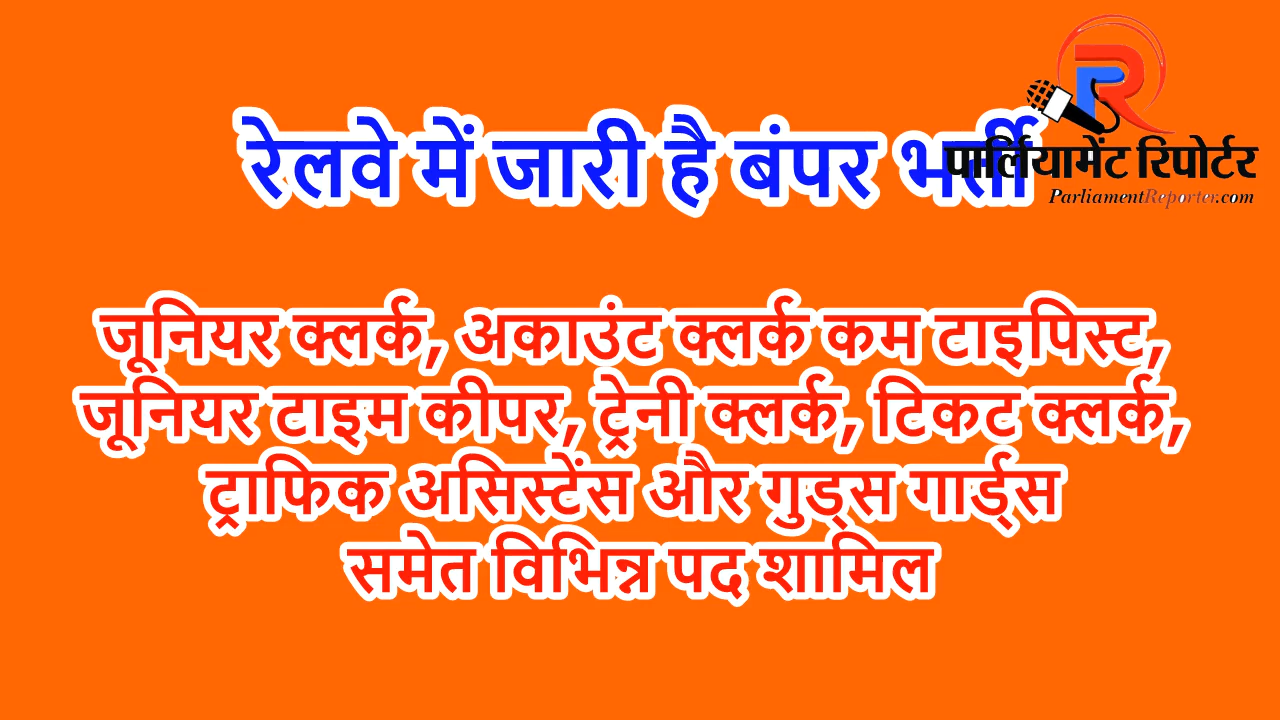 रेलवे में जारी है बंपर भर्ती
पार्लियामेंट रिपोर्टर
ParliamentReporter.com
जूनियर क्लर्क, अकाउंट क्लर्क कम टाइपिस्ट,
जूनियर टाइम कीपर, ट्रेनी क्लर्क, टिकट क्लर्क,
ट्राफिक असिस्टेंस और गुड्स गार्ड्स
समेत विभिन्न पद शामिल